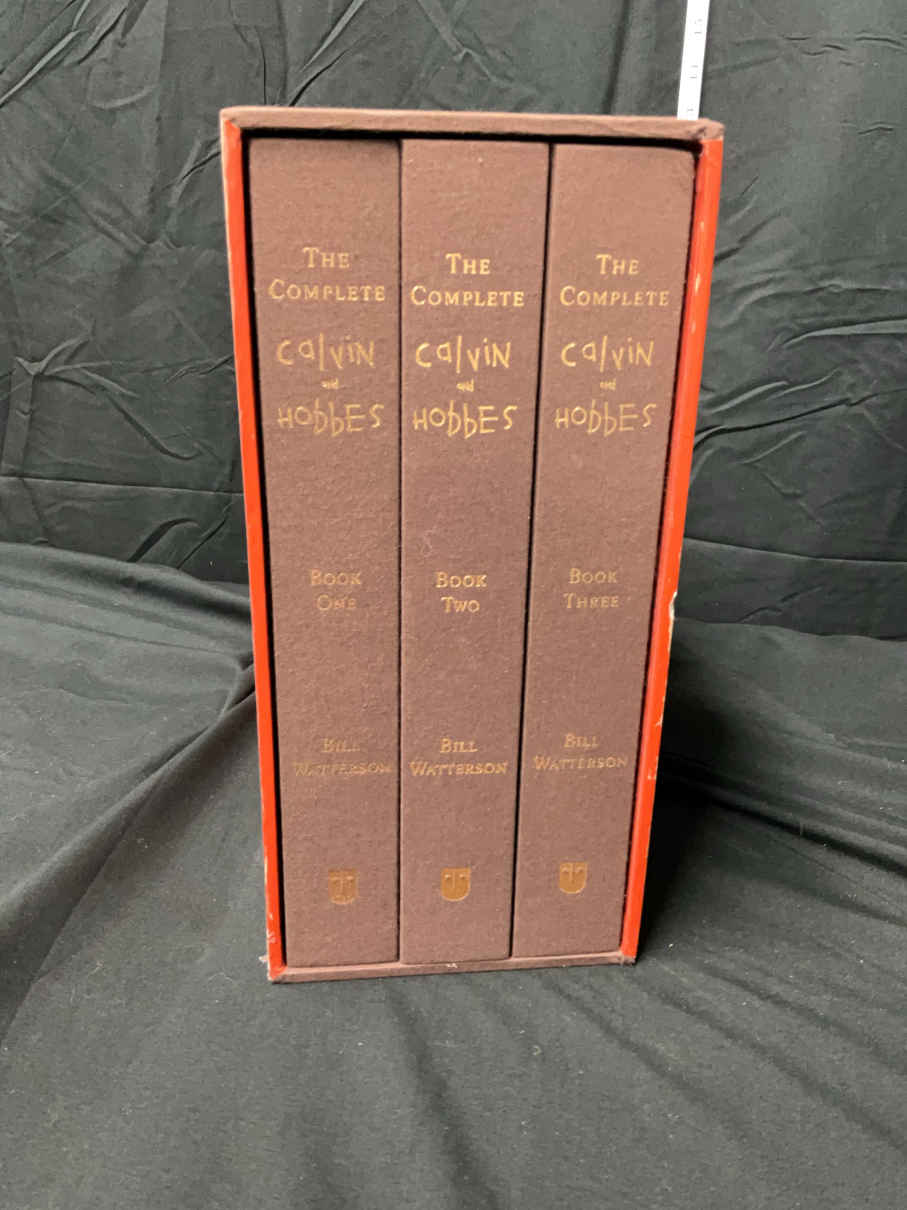 The
Complete
Calvin
and
Hobbes
Book
One
Bill
Watterson
The
Complete
Calvin
and
Hobbes
Book
Two
Bill
Watterson
The
Complete
Calvin
and
Hobbes
Book
Three
Bill
Watterson